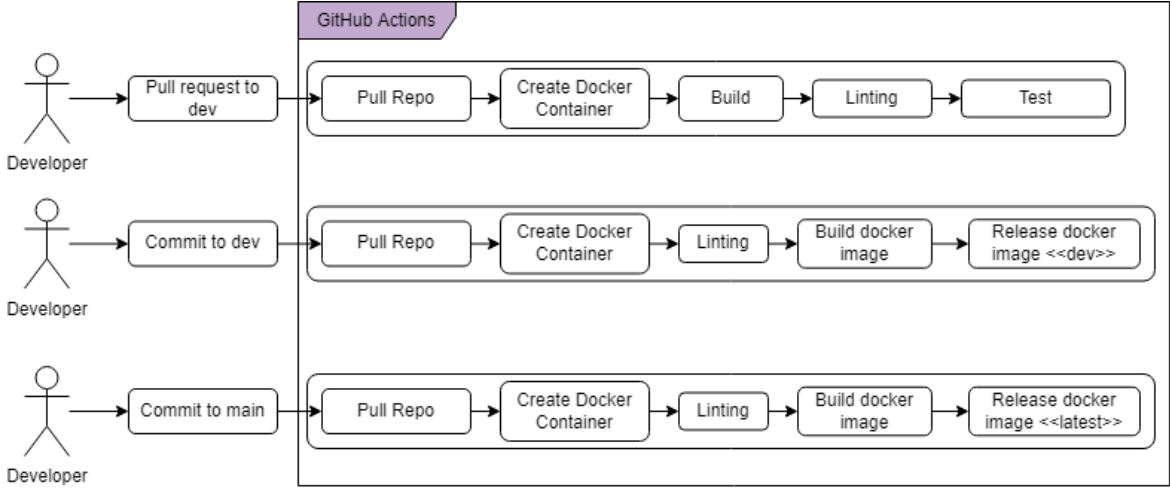 GitHub Actions
Pull request to
dev
Pull Repo
Create Docker
Container
Build
Linting
Test
Developer
Commit to dev
Pull Repo
Create Docker
Container
Linting
Build docker
image
Release docker
image <<dev>>
Developer
Commit to main
Pull Repo
Create Docker
Container
Linting
Build docker
image
Release docker
image <<latest>>
Developer